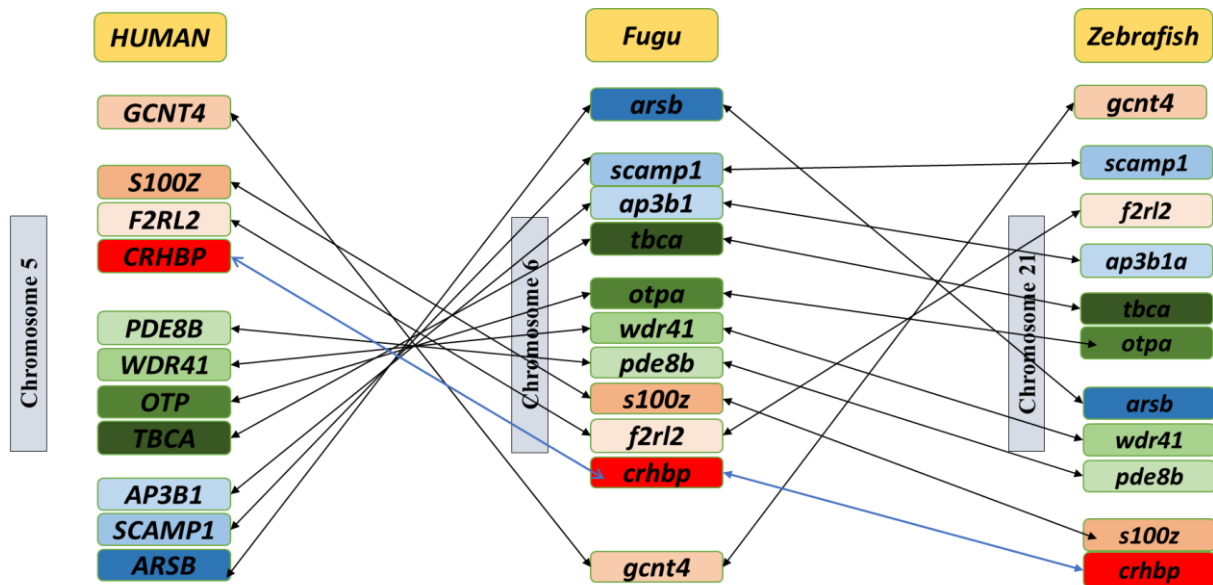 HUMAN
GCNT4
S100Z
F2RL2
CRHBP
PDE8B
WDR41
OTP
TBCA
AP3B1
SCAMP1
ARSB
Chromosome 5
Fugu
arsb
scamp1
ap3b1
tbca
otpa
wdr41
pde8b
s100z
f2rl2
crhbp
gcnt4
Chromosome 6
Zebrafish
gcnt4
scamp1
f2rl2
ap3b1a
tbca
otpa
arsb
wdr41
pde8b
s100z
crhbp
Chromosome 21